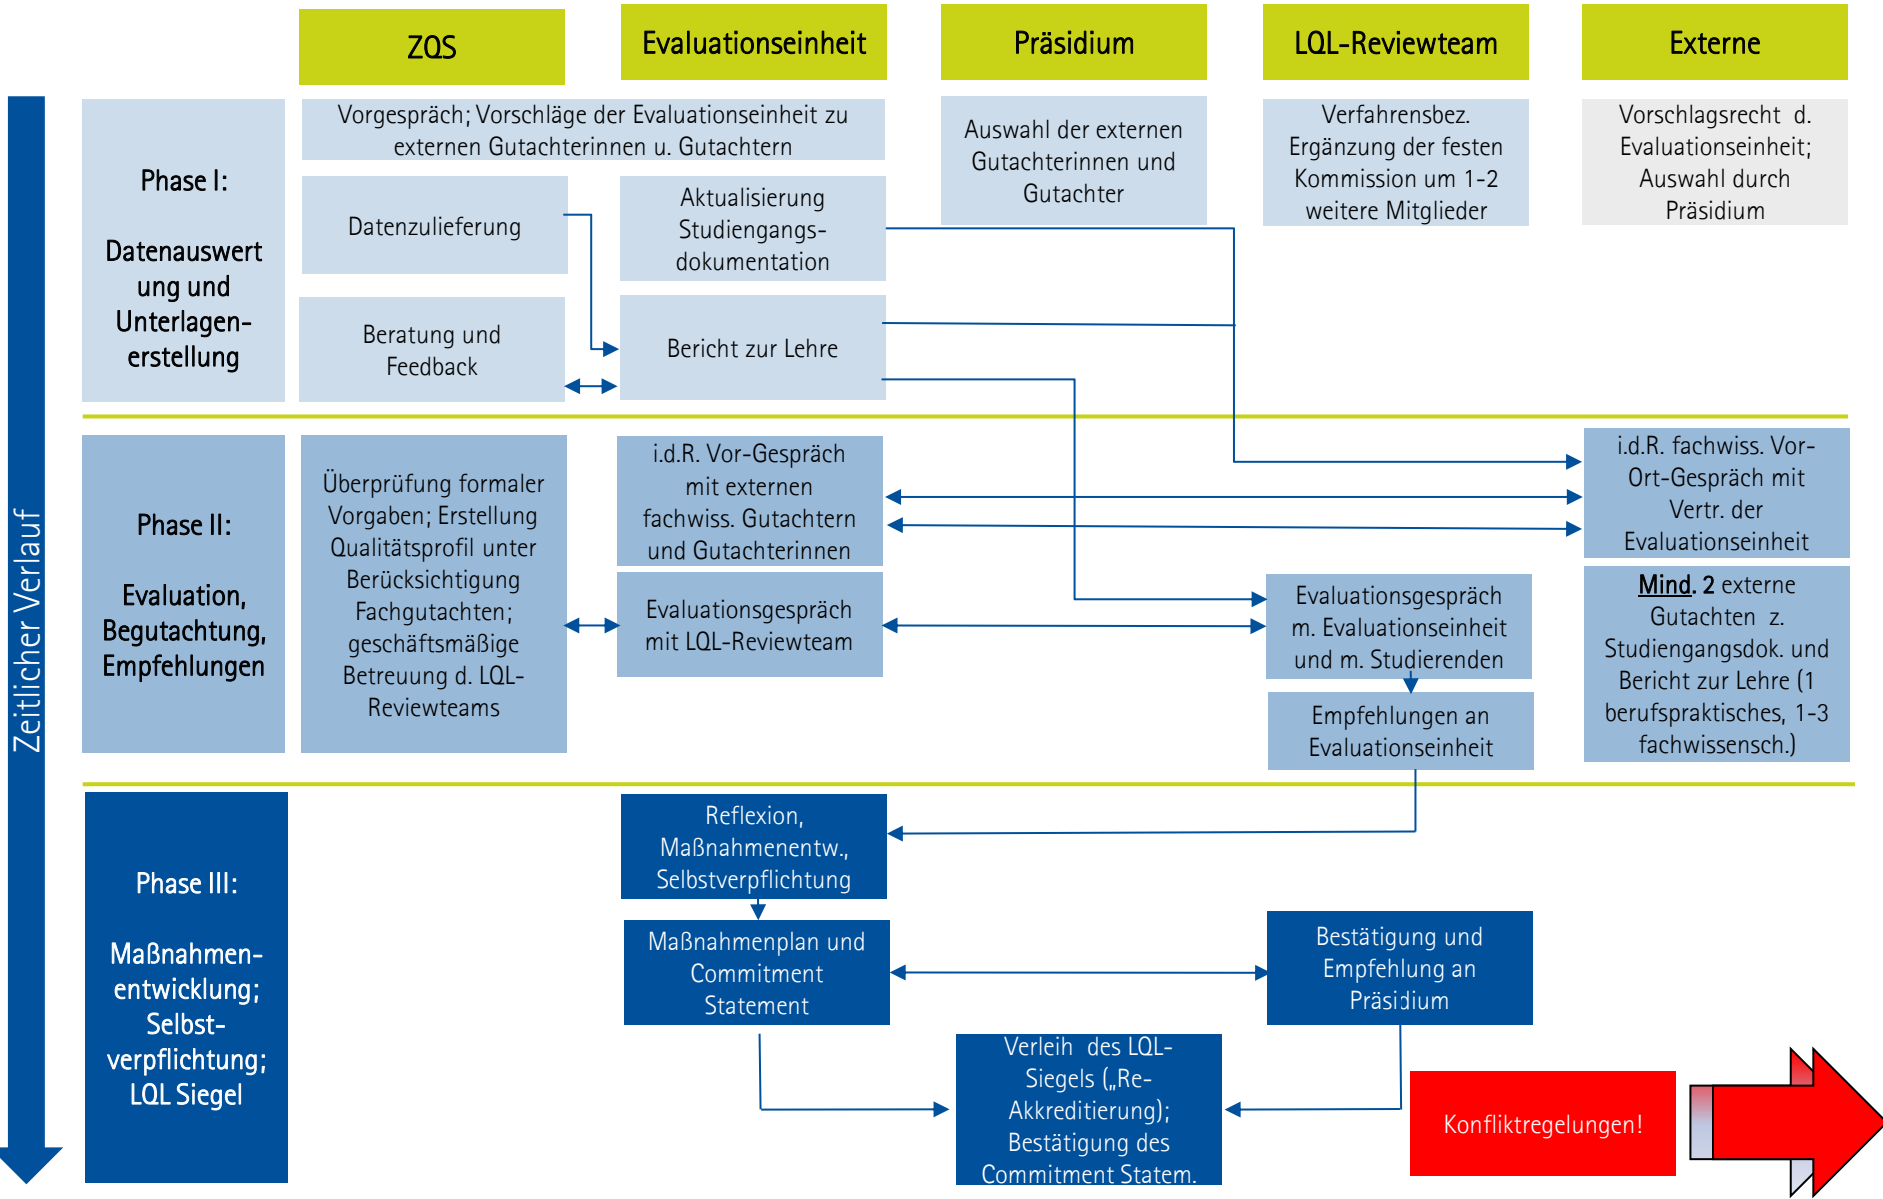 ZQS
Evaluationseinheit
Präsidium
LQL-Reviewteam
Externe
Zeitlicher Verlauf
Phase I:
Datenauswert
ung und
Unterlagen-
erstellung
Vorgespräch; Vorschläge der Evaluationseinheit zu
externen Gutachterinnen u. Gutachtern
Auswahl der externen
Gutachterinnen und
Gutachter
Verfahrensbez.
Ergänzung der festen
Kommission um 1-2
weitere Mitglieder
Vorschlagsrecht d.
Evaluationseinheit;
Auswahl durch
Präsidium
Datenzulieferung
Aktualisierung
Studiengangs-
dokumentation
Beratung und
Feedback
Bericht zur Lehre
Phase II:
Evaluation,
Begutachtung,
Empfehlungen
Überprüfung formaler
Vorgaben; Erstellung
Qualitätsprofil unter
Berücksichtigung
Fachgutachten;
geschäftsmäßige
Betreuung d. LQL-
Reviewteams
i.d.R. Vor-Gespräch
mit externen
fachwiss. Gutachtern
und Gutachterinnen
i.d.R. fachwiss. Vor-
Ort-Gespräch mit
Vertr. der
Evaluationseinheit
Evaluationsgespräch
mit LQL-Reviewteam
Evaluationsgespräch
m. Evaluationseinheit
und m. Studierenden
Mind. 2 externe
Gutachten z.
Studiengangsdok. und
Bericht zur Lehre (1
berufspraktisches, 1-3
fachwissensch.)
Empfehlungen an
Evaluationseinheit
Phase III:
Maßnahmen-
entwicklung;
Selbst-
verpflichtung;
LQL Siegel
Reflexion,
Maßnahmenentw.,
Selbstverpflichtung
Maßnahmenplan und
Commitment
Statement
Bestätigung und
Empfehlung an
Präsidium
Verleih des LQL-
Siegels („Re-
Akkreditierung);
Bestätigung des
Commitment Statem.
Konfliktregelungen!